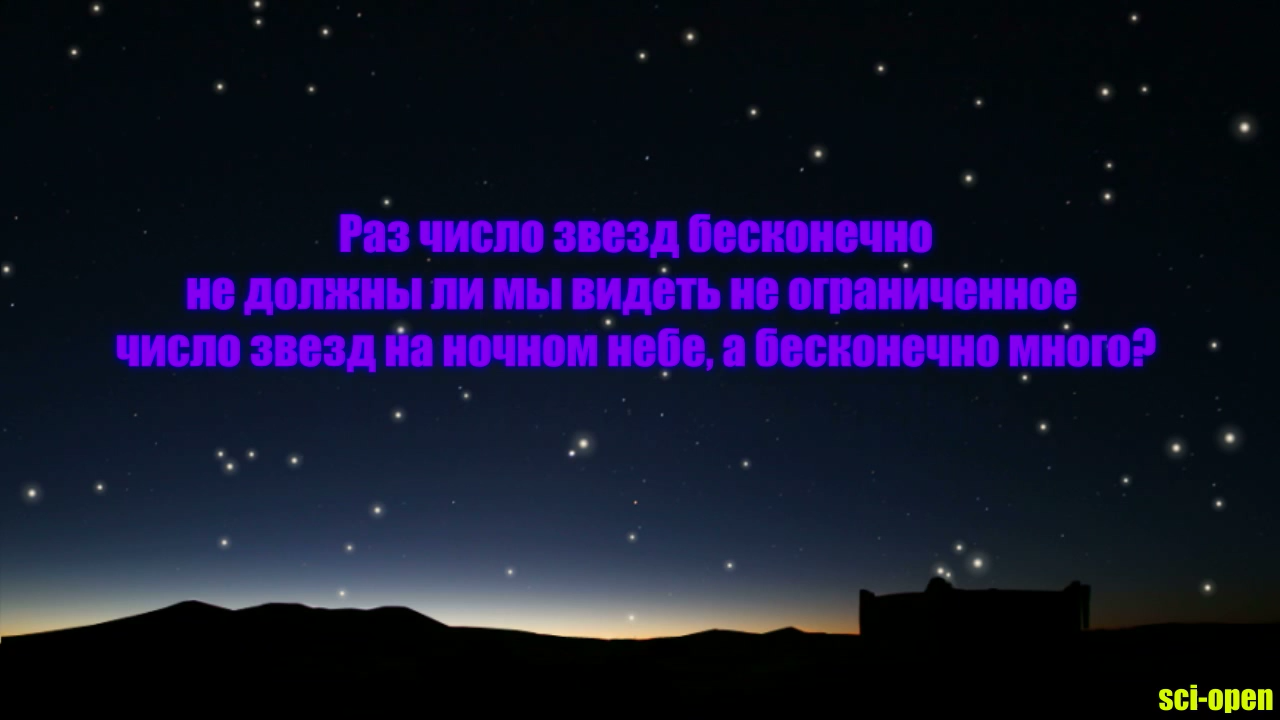 Раз число звезд бесконечно
не должны ли мы видеть не ограниченное
число звезд на ночном небе, а бесконечно много?
sci-open